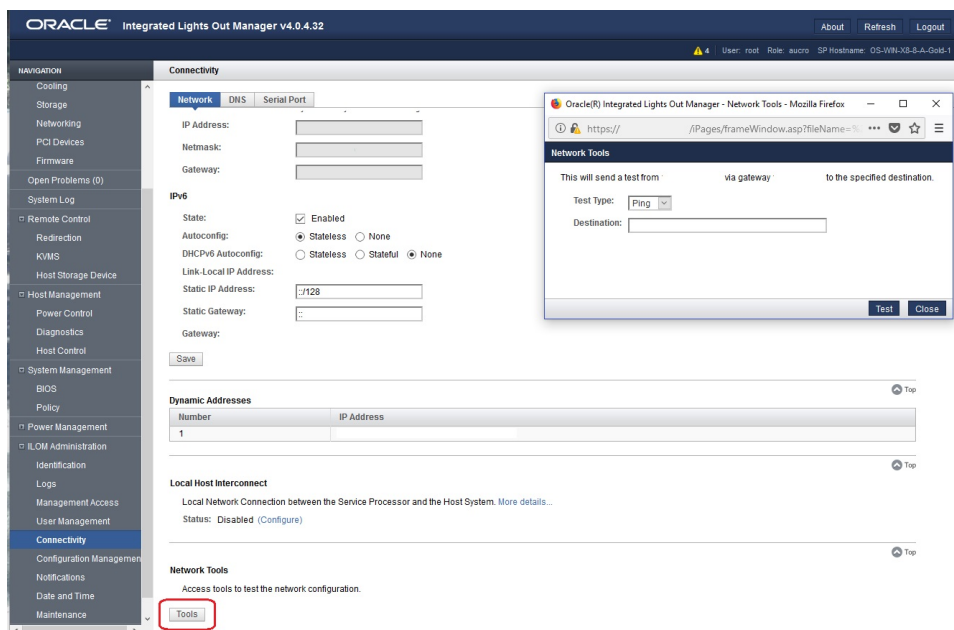 ORACLE® Integrated Lights Out Manager v4.0.4.32
About Refresh Logout
4 User: root Role: aucro SP Hostname: OS-WIN-X8-8-A-Gold-1
NAVIGATION
Cooling
Storage
Networking
PCI Devices
Firmware
Open Problems (0)
System Log
Remote Control
Redirection
KVMS
Host Storage Device
Host Management
Power Control
Diagnostics
Host Control
System Management
BIOS
Policy
Power Management
ILOM Administration
Identification
Logs
Management Access
User Management
Connectivity
Configuration Managemen
Notifications
Date and Time
Maintenance
Connectivity
Network DNS Serial Port
IP Address:
Netmask:
Gateway:
IPv6
State: Enabled
Autoconfig: Stateless None
DHCPv6 Autoconfig: Stateless Stateful None
Link-Local IP Address:
Static IP Address: ::/128
Static Gateway: ::
Gateway:
Save
Top
Dynamic Addresses
Number IP Address
1
Top
Local Host Interconnect
Local Network Connection between the Service Processor and the Host System. More details...
Status: Disabled (Configure)
Top
Network Tools
Access tools to test the network configuration.
Tools
Oracle(R) Integrated Lights Out Manager - Network Tools - Mozilla Firefox
https:// /iPages/frameWindow.asp?fileName=
Network Tools
This will send a test from via gateway to the specified destination.
Test Type: Ping
Destination:
Test Close